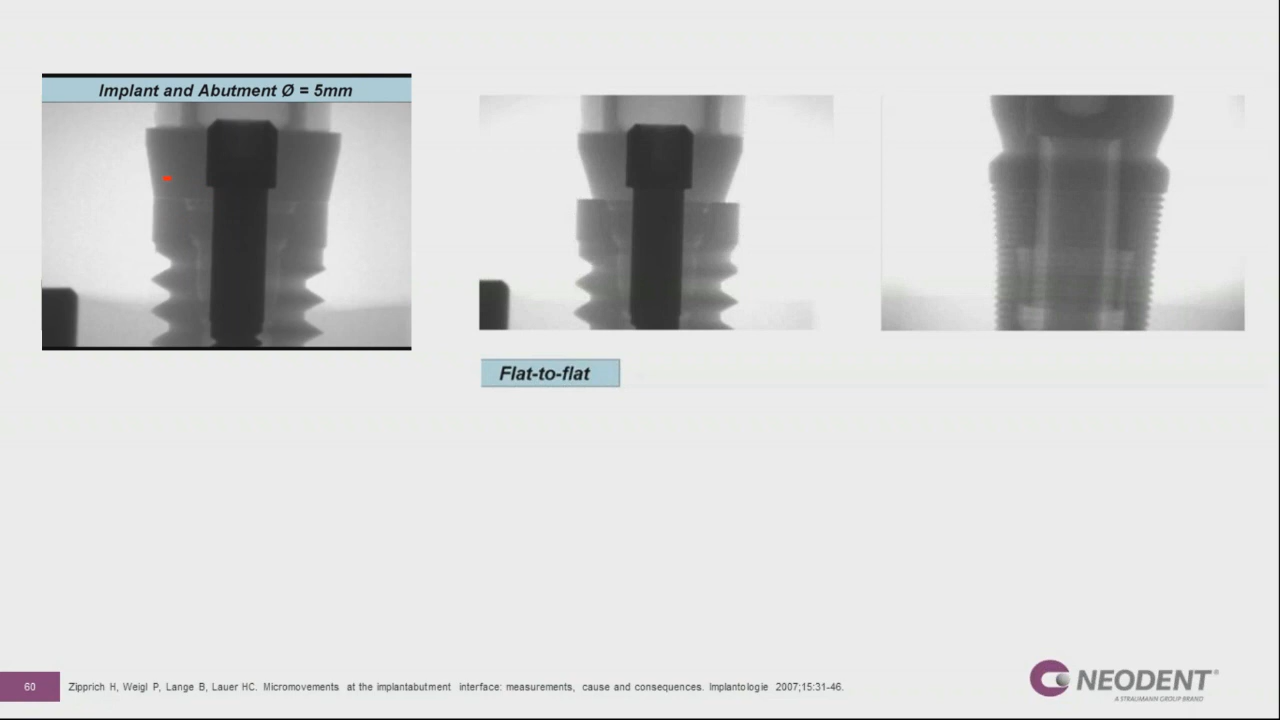 Implant and Abutment Ø = 5mm
Flat-to-flat
60
Zipprich H, Weigl P, Lange B, Lauer HC. Micromovements at the implantabutment interface: measurements, cause and consequences. Implantologie 2007;15:31-46.
NEODENT®
A STRAUMANN GROUP BRAND